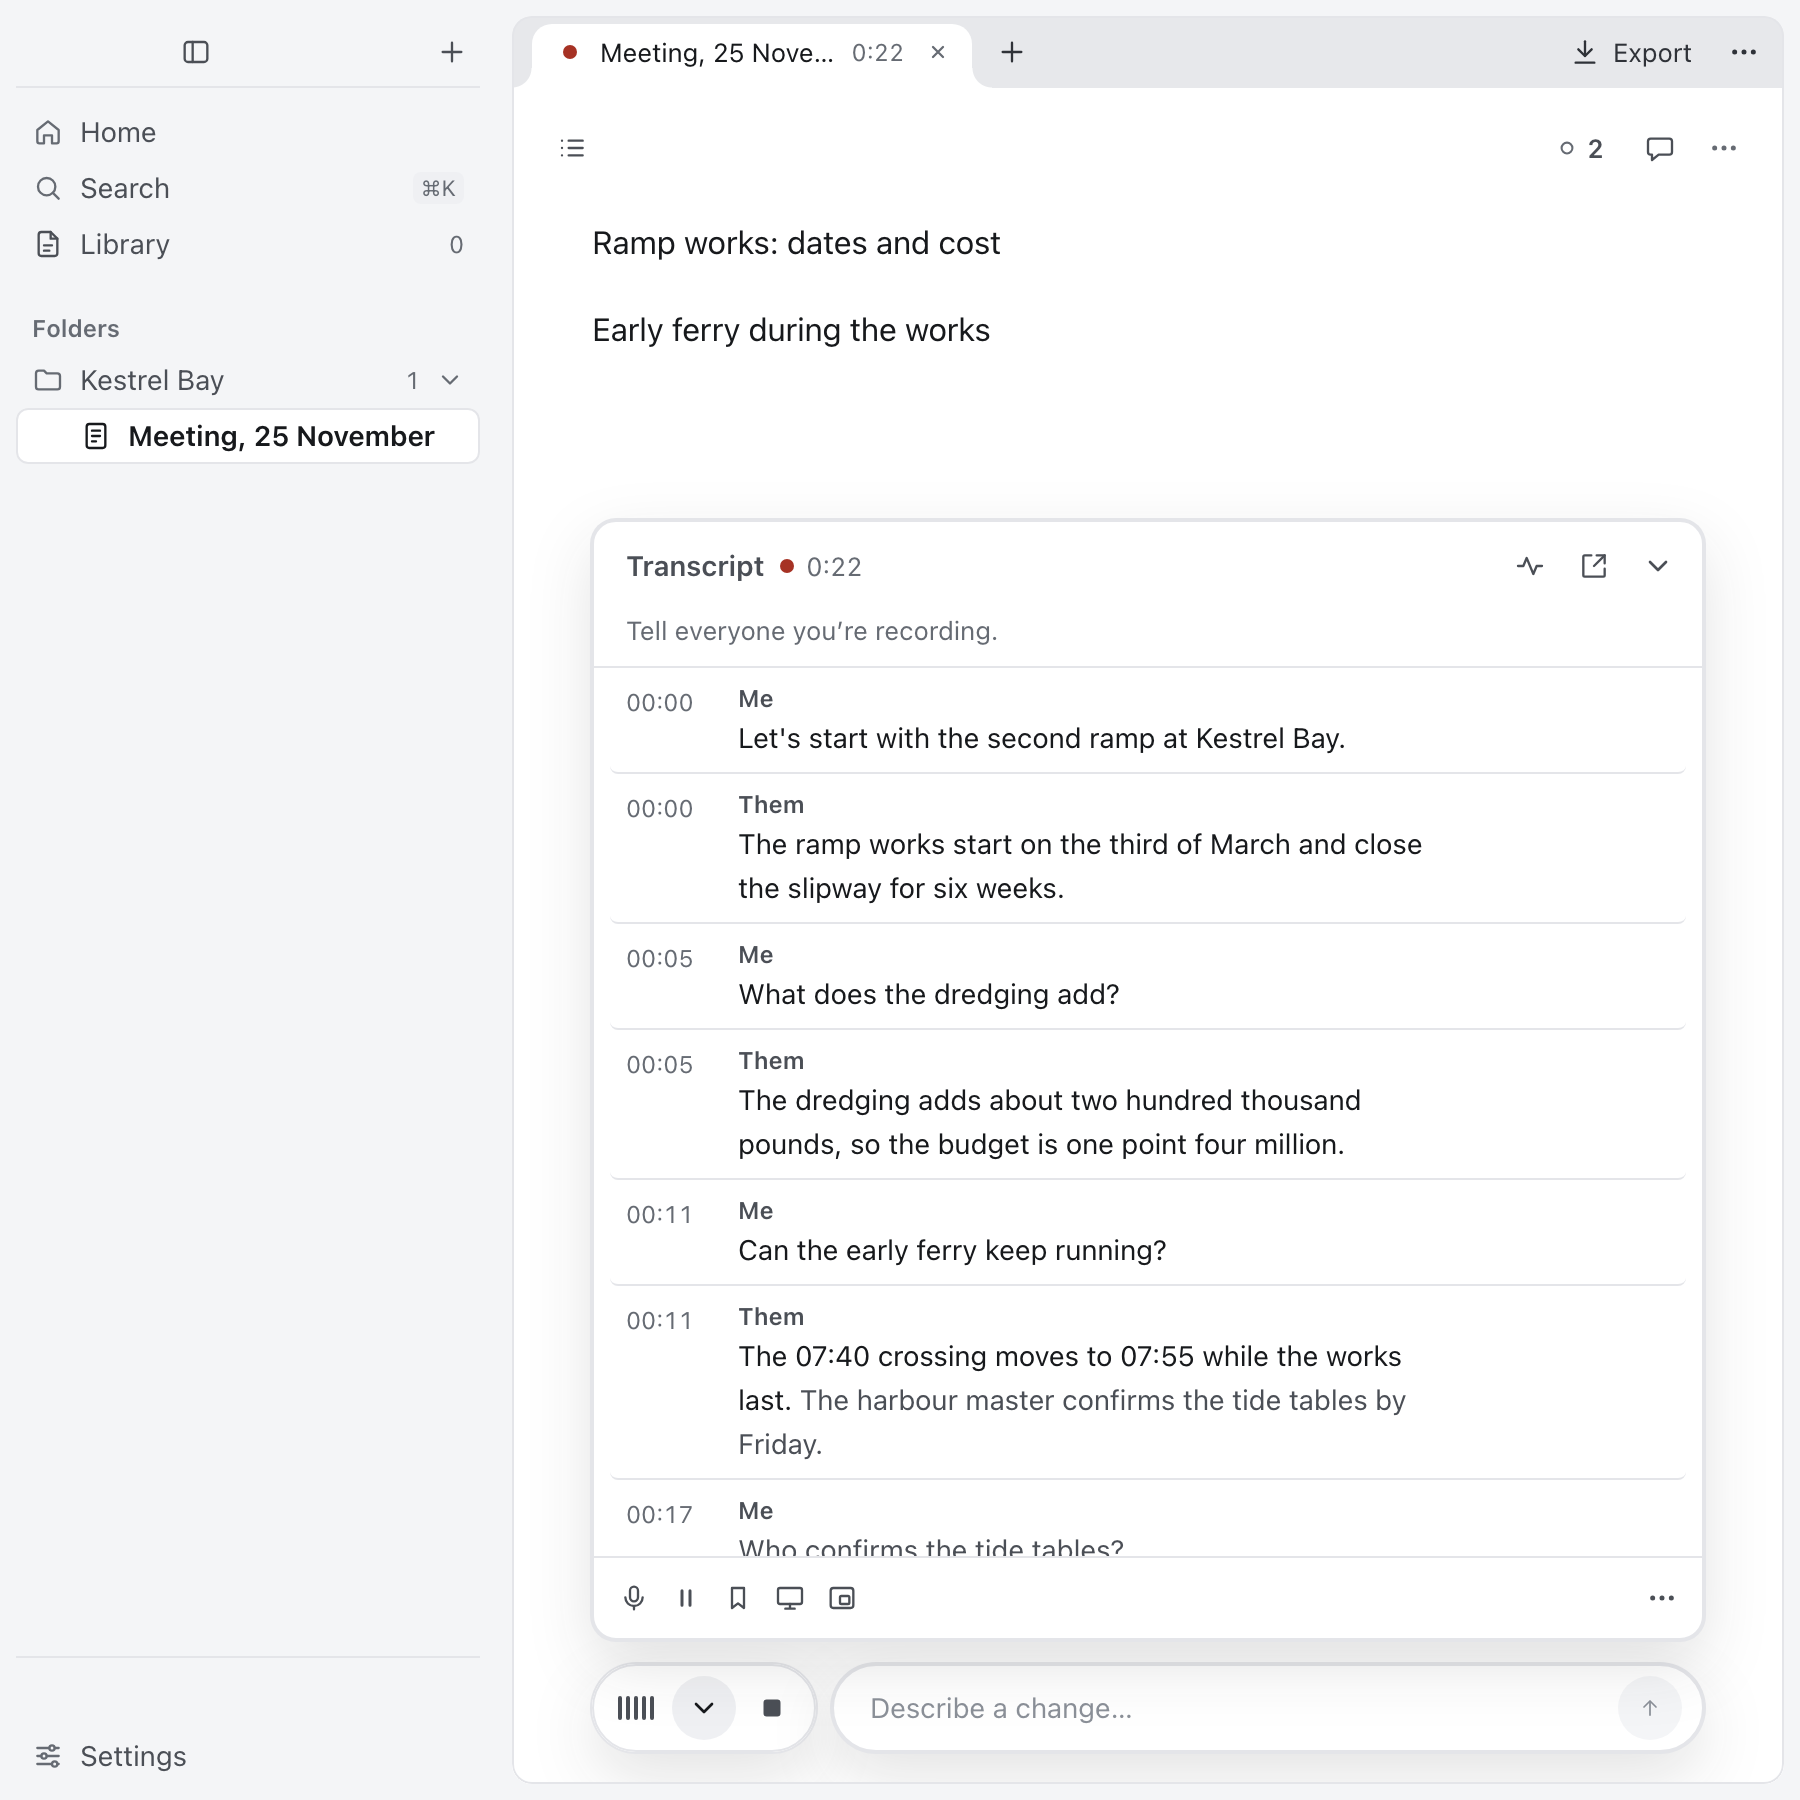 Meeting, 25 Nove... 0:22
Export
Home
Search ⌘K
Library 0
Folders
Kestrel Bay 1
Meeting, 25 November
Settings
2
Ramp works: dates and cost
Early ferry during the works
Transcript 0:22
Tell everyone you’re recording.
00:00 Me
Let's start with the second ramp at Kestrel Bay.
00:00 Them
The ramp works start on the third of March and close
the slipway for six weeks.
00:05 Me
What does the dredging add?
00:05 Them
The dredging adds about two hundred thousand
pounds, so the budget is one point four million.
00:11 Me
Can the early ferry keep running?
00:11 Them
The 07:40 crossing moves to 07:55 while the works
last. The harbour master confirms the tide tables by
Friday.
00:17 Me
Who confirms the tide tables?
Describe a change...